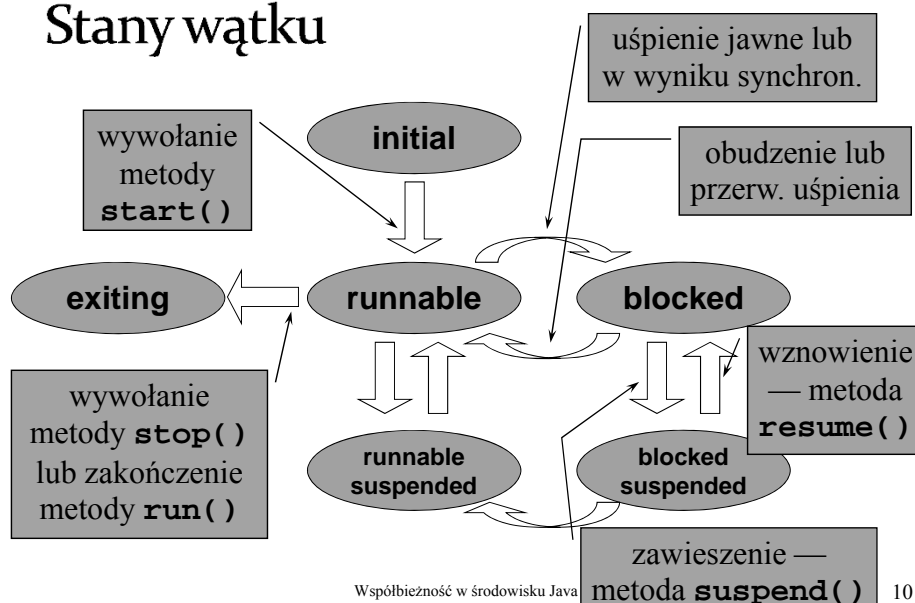 Stany wątku
uśpienie jawne lub
w wyniku synchron.
wywołanie
metody
start()
initial
obudzenie lub
przerw. uśpienia
exiting
runnable
blocked
wznowienie
— metoda
resume()
wywołanie
metody stop()
lub zakończenie
metody run()
runnable
suspended
blocked
suspended
zawieszenie —
metoda suspend()
Współbieżność w środowisku Java
10